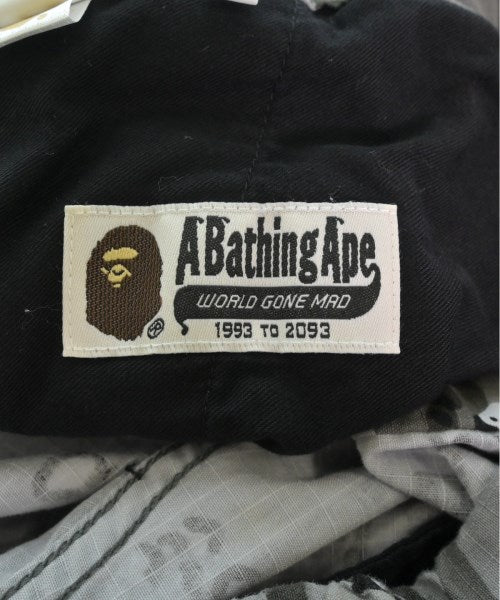 A Bathing Ape
WORLD GONE MAD
1993 TO 2093